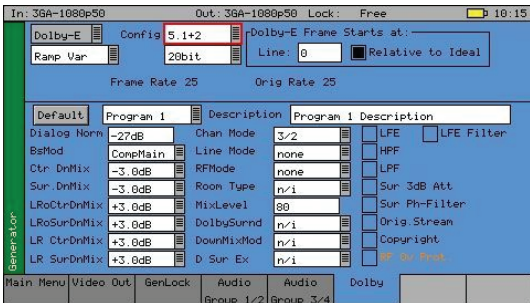 In: 3GA-1080p50 Out: 3GA-1080p50 Lock: Free 10:15
Dolby-E Config 5.1+2 Dolby-E Frame Starts at:
Ramp Var 20bit Line: 0 Relative to Ideal
Frame Rate 25 Orig Rate 25
Default Program 1 Description Program 1 Description
Dialog Norm -27dB Chan Mode 3/2 LFE LFE Filter
BsMod CompMain Line Mode none HPF
Ctr DnMix -3.0dB RFMode none LPF
Sur.DnMix -3.0dB Room Type n/i Sur 3dB Att
LRoCtrDnMix +3.0dB MixLevel 80 Sur Ph-Filter
LRoSurDnMix +3.0dB DolbySurnd n/i Orig.Stream
LR CtrDnMix +3.0dB DownMixMod n/i Copyright
LR SurDnMix +3.0dB D Sur Ex n/i RF Ov Prot
Generator
Main Menu Video Out GenLock Audio Group 1/2 Audio Group 3/4 Dolby